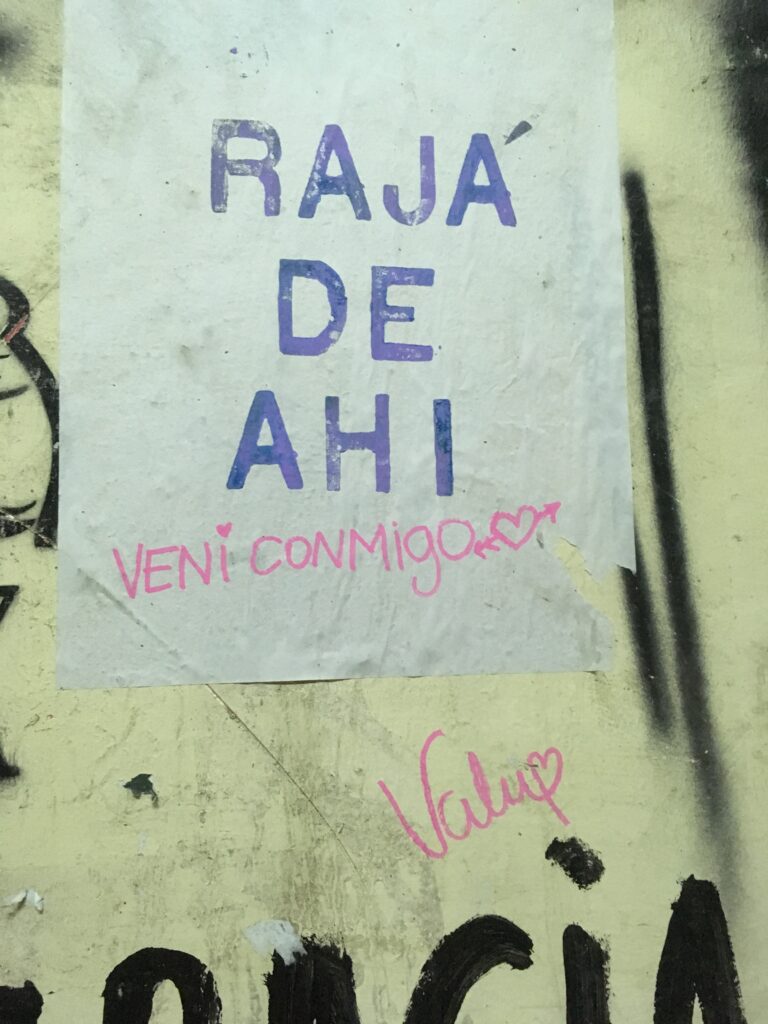 RAJÁ
DE
AHI
VENi CONMigO
Valu